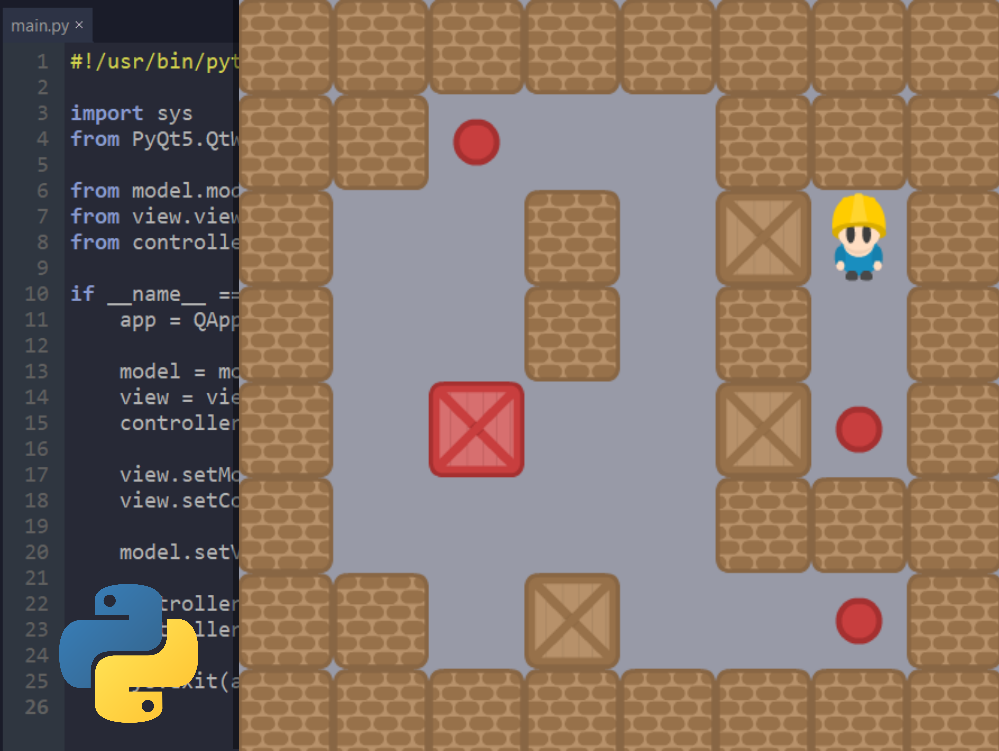 main.py ×
1 #!/usr/bin/pyt
2
3 import sys
4 from PyQt5.QtW
5
6 from model.mod
7 from view.view
8 from controlle
9
10 if __name__ ==
11 app = QApp
12
13 model = mo
14 view = vie
15 controller
16
17 view.setMo
18 view.setCo
19
20 model.setV
21
22 troller
23 ller
24
25 xit(a
26